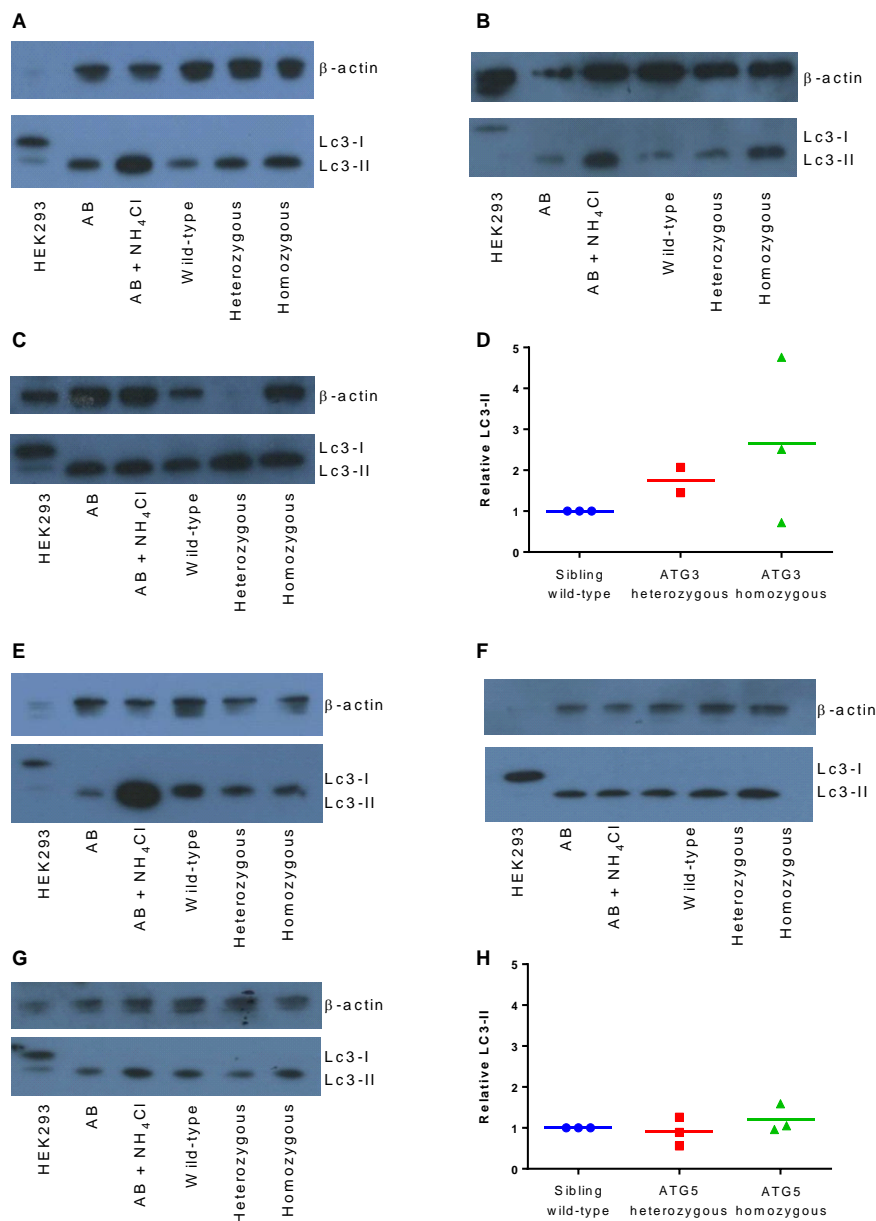 A
β-actin
Lc3-I
Lc3-II
HEK293
AB
AB + NH₄Cl
Wild-type
Heterozygous
Homozygous
B
β-actin
Lc3-I
Lc3-II
HEK293
AB
AB + NH₄Cl
Wild-type
Heterozygous
Homozygous
C
β-actin
Lc3-I
Lc3-II
HEK293
AB
AB + NH₄Cl
Wild-type
Heterozygous
Homozygous
D
Relative LC3-II
5
4
3
2
1
0
Sibling
wild-type
ATG3
heterozygous
ATG3
homozygous
E
β-actin
Lc3-I
Lc3-II
HEK293
AB
AB + NH₄Cl
Wild-type
Heterozygous
Homozygous
F
β-actin
Lc3-I
Lc3-II
HEK293
AB
AB + NH₄Cl
Wild-type
Heterozygous
Homozygous
G
β-actin
Lc3-I
Lc3-II
HEK293
AB
AB + NH₄Cl
Wild-type
Heterozygous
Homozygous
H
Relative LC3-II
5
4
3
2
1
0
Sibling
wild-type
ATG5
heterozygous
ATG5
homozygous